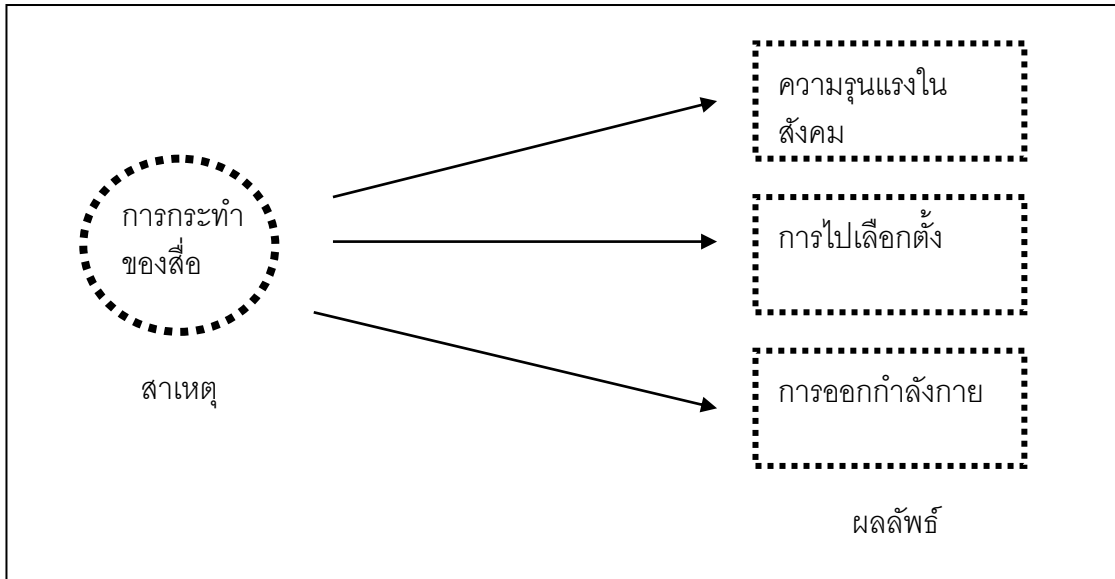 ความรุนแรงใน
สังคม
การกระทำ
ของสื่อ
การไปเลือกตั้ง
สาเหตุ
การออกกำลังกาย
ผลลัพธ์